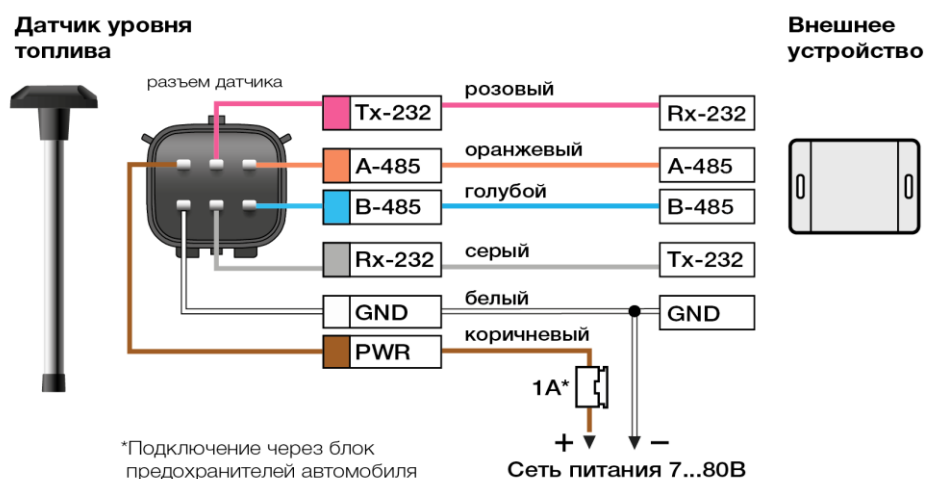 Датчик уровня
топлива
Внешнее
устройство
разъем датчика
Tx-232 розовый Rx-232
A-485 оранжевый A-485
B-485 голубой B-485
Rx-232 серый Tx-232
GND белый GND
PWR коричневый
1А*
+ –
*Подключение через блок
предохранителей автомобиля
Сеть питания 7...80В